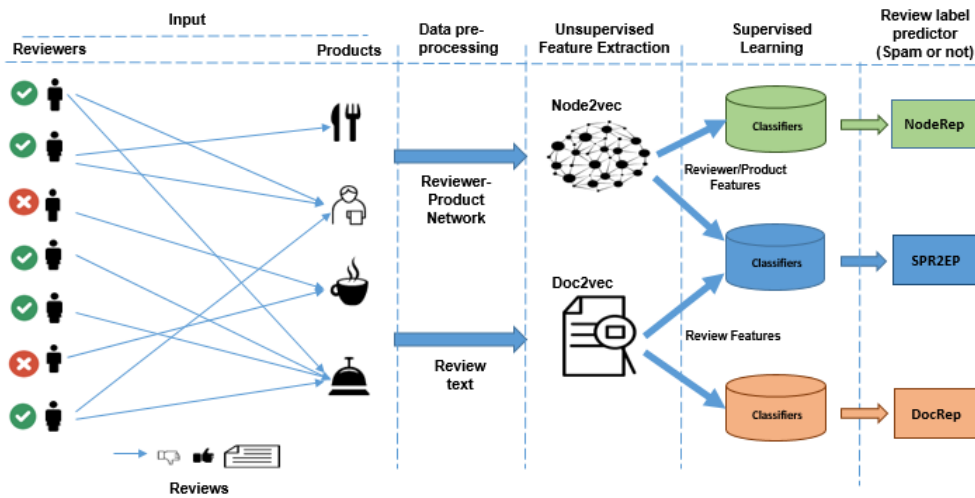 Input
Reviewers
Products
Data pre-
processing
Unsupervised
Feature Extraction
Supervised
Learning
Review label
predictor
(Spam or not)
Node2vec
Classifiers
NodeRep
Reviewer-
Product
Network
Reviewer/Product
Features
Classifiers
SPR2EP
Doc2vec
Review Features
Review
text
Classifiers
DocRep
Reviews